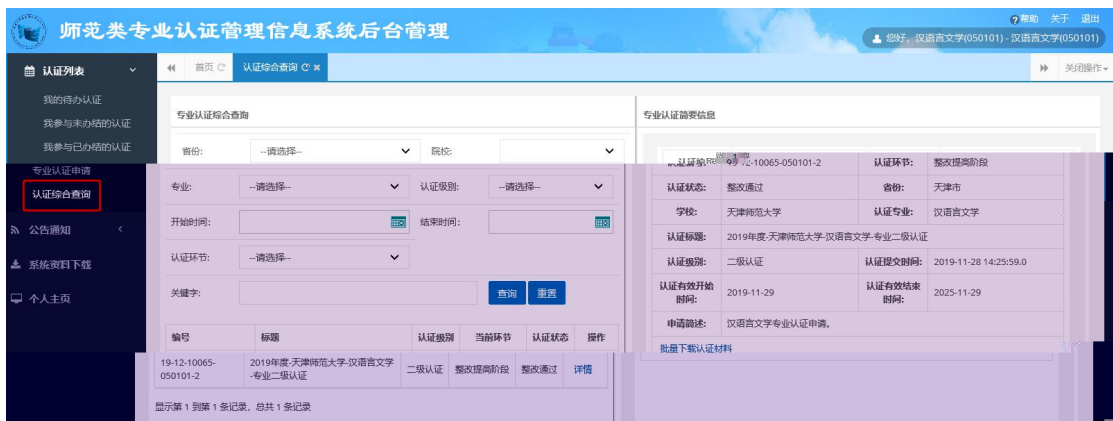 师范类专业认证管理信息系统后台管理
帮助 关于 退出
您好，汉语言文学(050101) - 汉语言文学(050101)
认证列表
首页
认证综合查询
关闭操作
我的待办认证
我参与未办结的认证
我参与已办结的认证
专业认证申请
认证综合查询
公告通知
系统资料下载
个人主页
专业认证综合查询
省份: --请选择-- 院校:
专业: --请选择-- 认证级别: --请选择--
开始时间: 结束时间:
认证环节: --请选择--
关键字: 查询 重置
编号 标题 认证级别 当前环节 认证状态 操作
19-12-10065-050101-2 2019年度-天津师范大学-汉语言文学-专业二级认证 二级认证 整改提高阶段 整改通过 详情
显示第 1 到第 1 条记录，总共 1 条记录
专业认证简要信息
-10065-050101-2 认证环节: 整改提高阶段
认证状态: 整改通过 省份: 天津市
学校: 天津师范大学 认证专业: 汉语言文学
认证标题: 2019年度-天津师范大学-汉语言文学-专业二级认证
认证级别: 二级认证 认证提交时间: 2019-11-28 14:25:59.0
认证有效开始时间: 2019-11-29 认证有效结束时间: 2025-11-29
申请简述: 汉语言文学专业认证申请。
批量下载认证材料